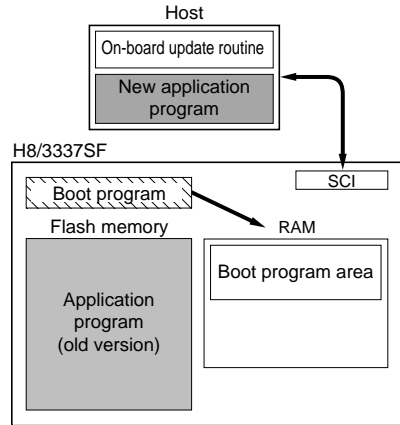 Host
On-board update routine
New application
program
H8/3337SF
SCI
Boot program
Flash memory
RAM
Boot program area
Application
program
(old version)